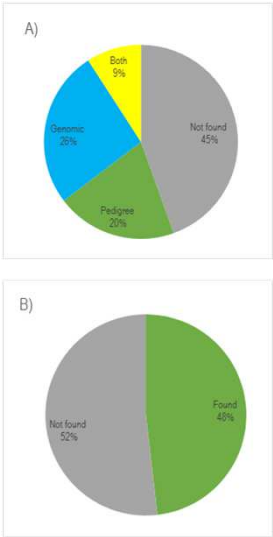 A)
Both
9%
Not found
45%
Genomic
26%
Pedigree
20%
B)
Found
48%
Not found
52%